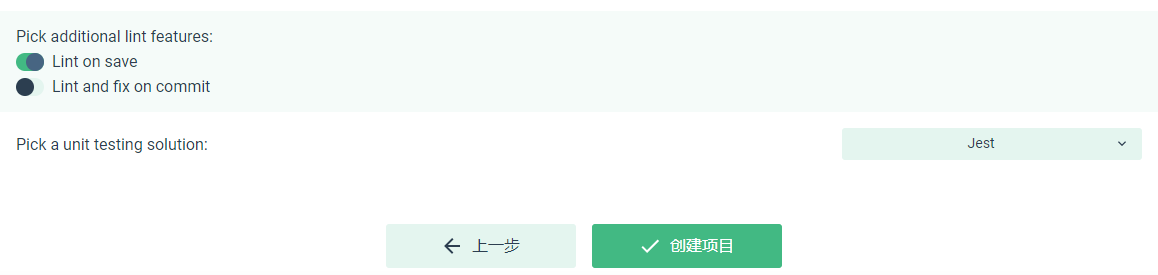 Pick additional lint features:
Lint on save
Lint and fix on commit
Pick a unit testing solution:
Jest
上一步
创建项目